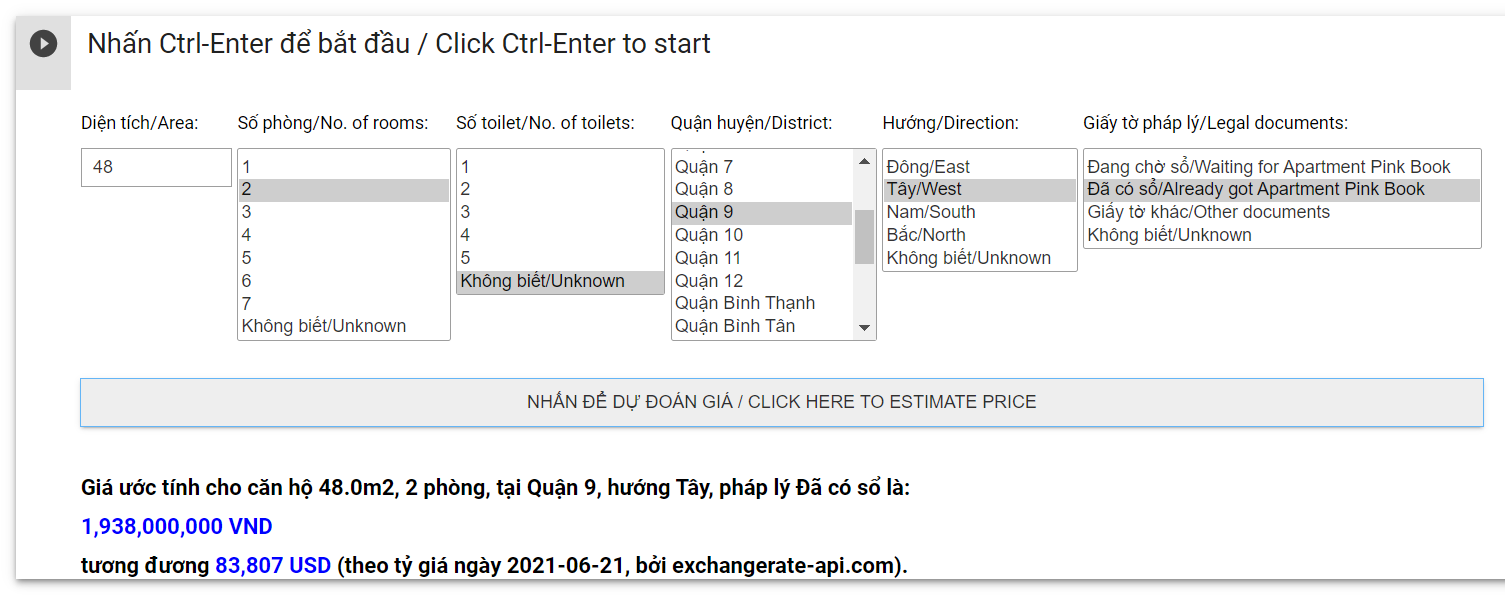 Nhấn Ctrl-Enter để bắt đầu / Click Ctrl-Enter to start
Diện tích/Area:
48
Số phòng/No. of rooms:
1
2
3
4
5
6
7
Không biết/Unknown
Số toilet/No. of toilets:
1
2
3
4
5
Không biết/Unknown
Quận huyện/District:
Quận 7
Quận 8
Quận 9
Quận 10
Quận 11
Quận 12
Quận Bình Thạnh
Quận Bình Tân
Hướng/Direction:
Đông/East
Tây/West
Nam/South
Bắc/North
Không biết/Unknown
Giấy tờ pháp lý/Legal documents:
Đang chờ sổ/Waiting for Apartment Pink Book
Đã có sổ/Already got Apartment Pink Book
Giấy tờ khác/Other documents
Không biết/Unknown
NHẤN ĐỂ DỰ ĐOÁN GIÁ / CLICK HERE TO ESTIMATE PRICE
Giá ước tính cho căn hộ 48.0m2, 2 phòng, tại Quận 9, hướng Tây, pháp lý Đã có sổ là:
1,938,000,000 VND
tương đương 83,807 USD (theo tỷ giá ngày 2021-06-21, bởi exchangerate-api.com).